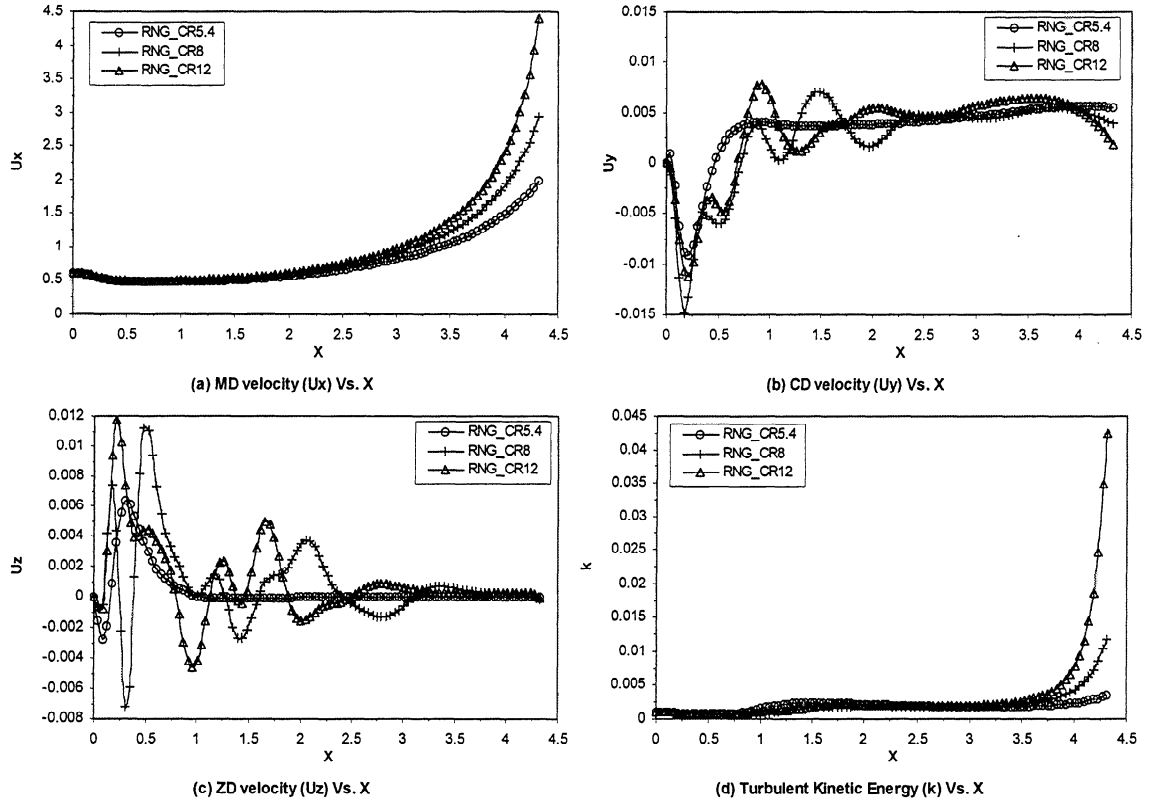 4.5
4
3.5
3
2.5
2
1.5
1
0.5
0
Ux
RNG_CR5.4
RNG_CR8
RNG_CR12
0 0.5 1 1.5 2 2.5 3 3.5 4 4.5
X
(a) MD velocity (Ux) Vs. X
0.015
0.01
0.005
0
-0.005
-0.01
-0.015
Uy
RNG_CR5.4
RNG_CR8
RNG_CR12
0 0.5 1 1.5 2 2.5 3 3.5 4 4.5
X
(b) CD velocity (Uy) Vs. X
0.012
0.01
0.008
0.006
0.004
0.002
0
-0.002
-0.004
-0.006
-0.008
Uz
RNG_CR5.4
RNG_CR8
RNG_CR12
0 0.5 1 1.5 2 2.5 3 3.5 4 4.5
X
(c) ZD velocity (Uz) Vs. X
0.045
0.04
0.035
0.03
0.025
0.02
0.015
0.01
0.005
0
k
RNG_CR5.4
RNG_CR8
RNG_CR12
0 0.5 1 1.5 2 2.5 3 3.5 4 4.5
X
(d) Turbulent Kinetic Energy (k) Vs. X